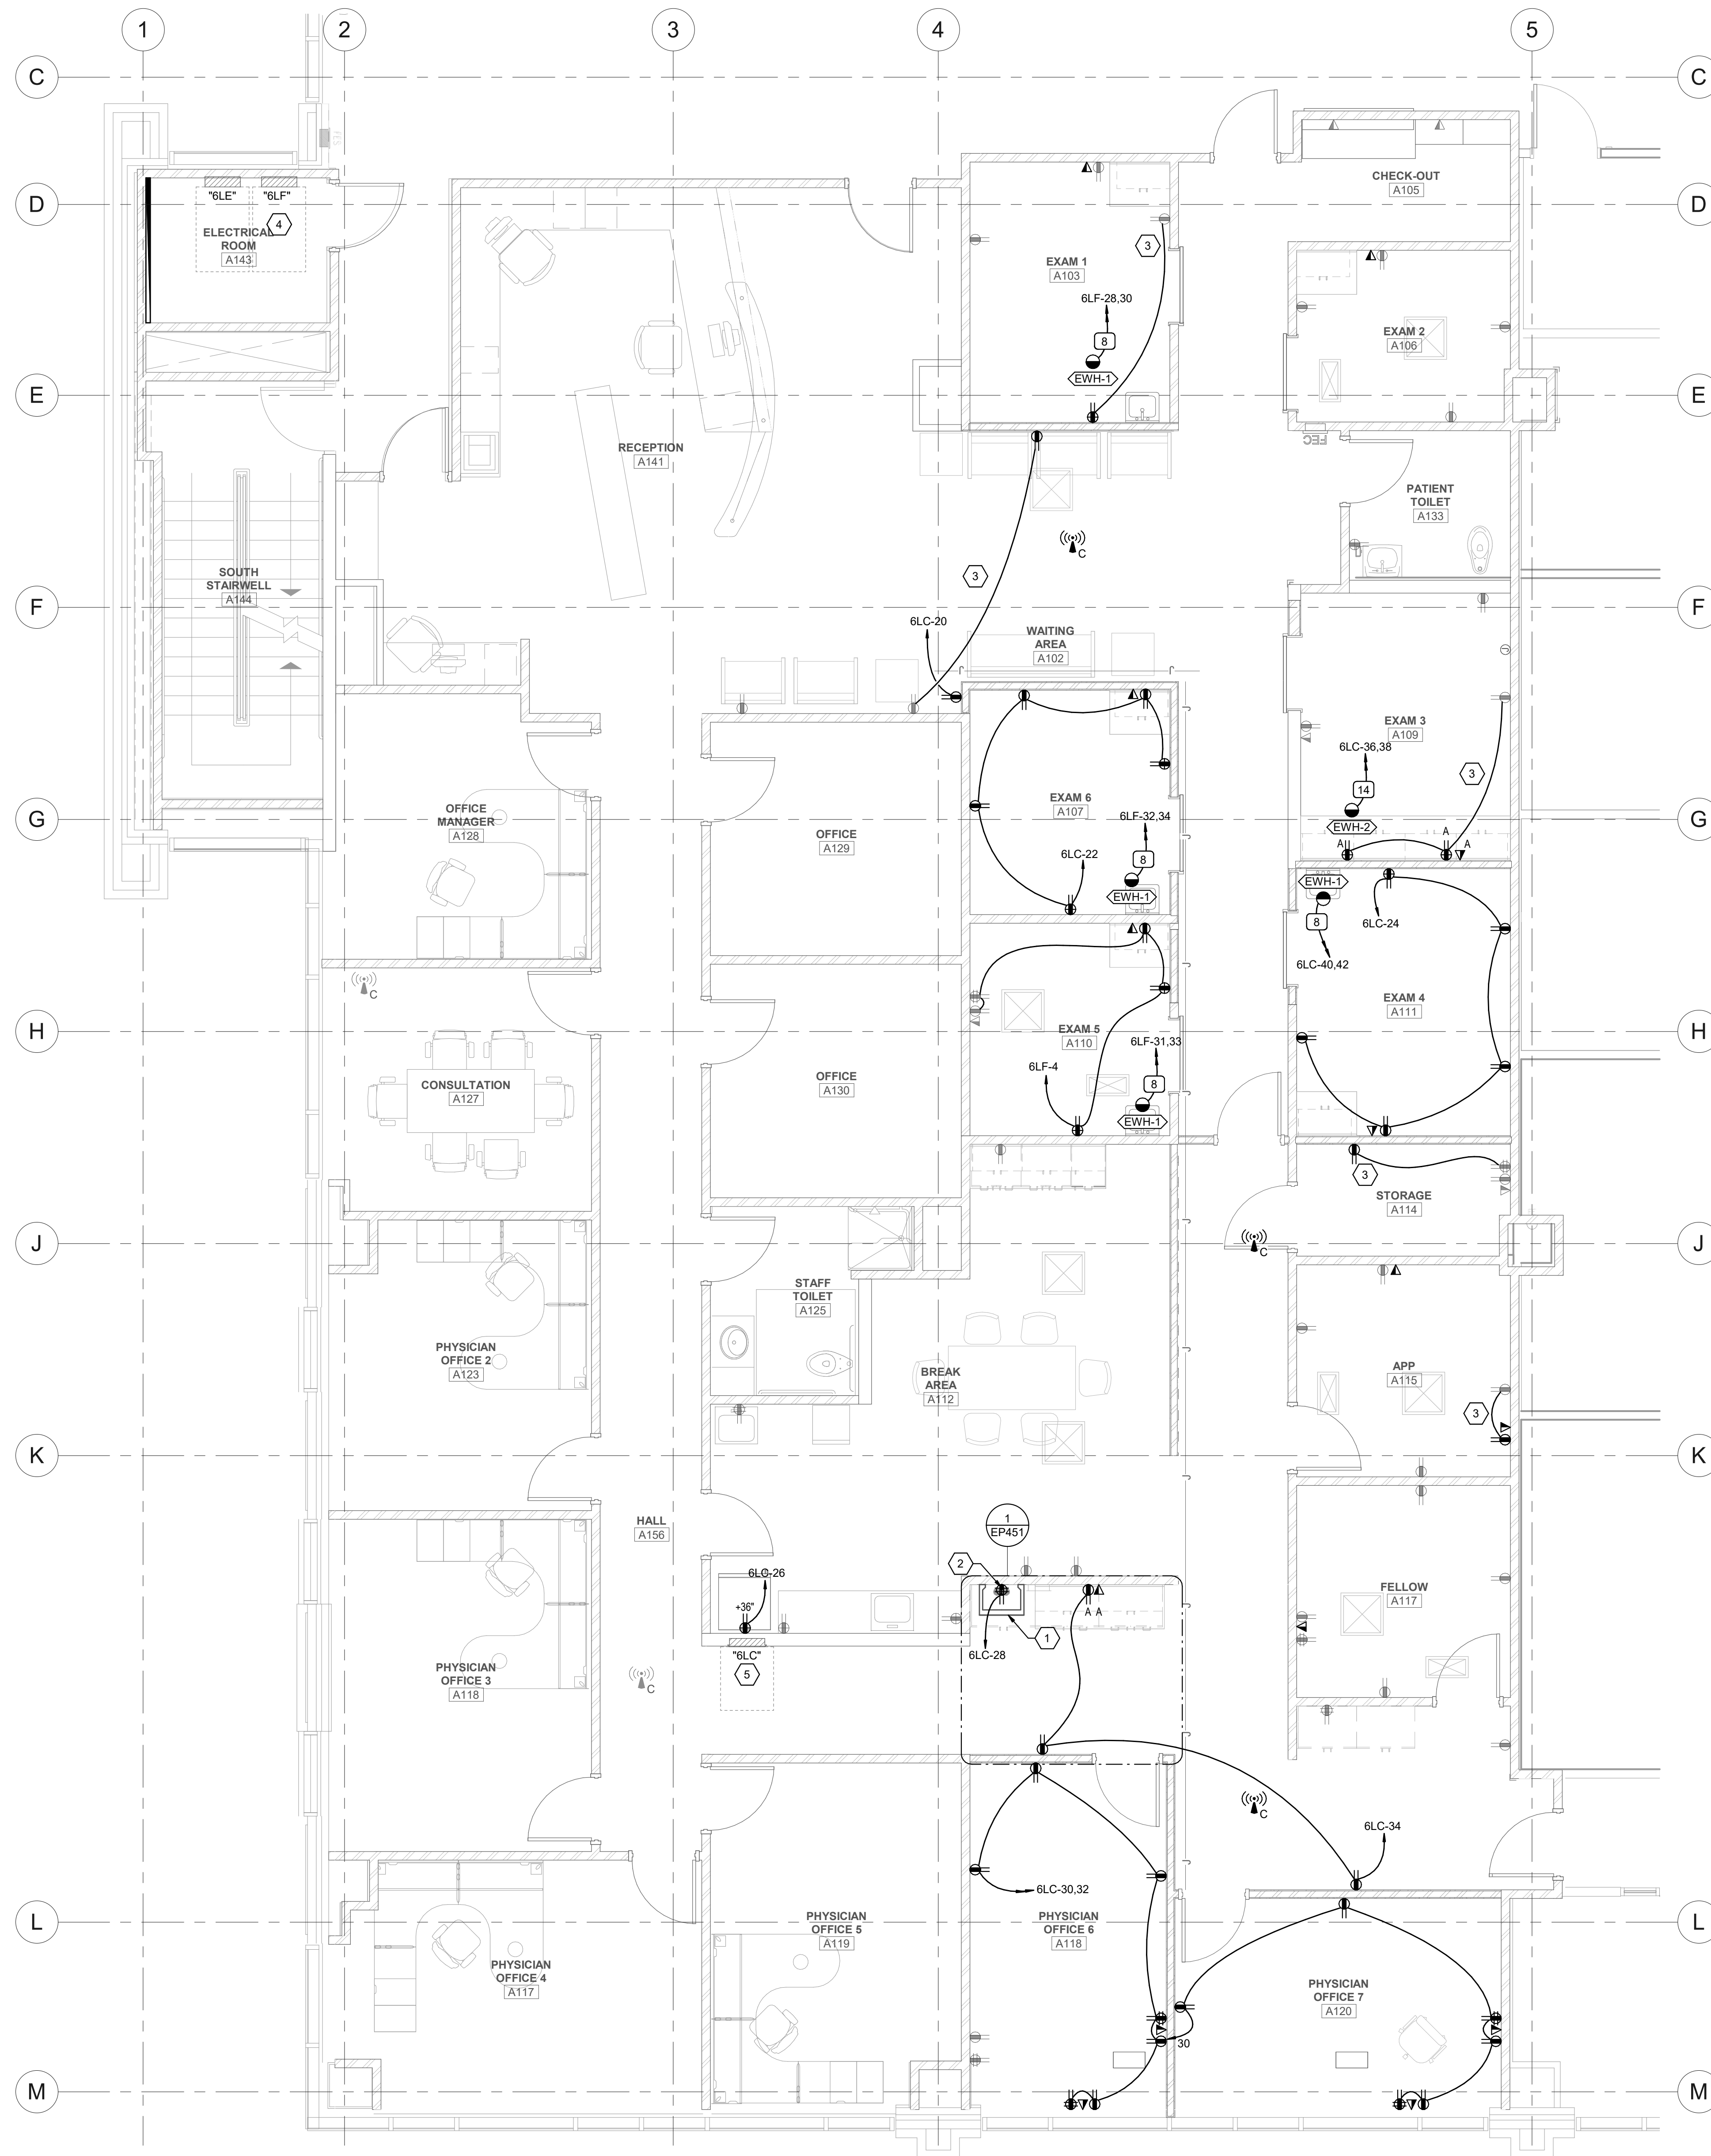 1
2
3
4
5
C
C
CHECK-OUT
A105
"6LE"
"6LF"
D
D
4
ELECTRICAL
ROOM
A143
3
EXAM 1
A103
6LF-28,30
8
EWH-1
EXAM 2
A106
E
E
FEC
RECEPTION
A141
PATIENT
TOILET
A133
C
SOUTH
STAIRWELL
A144
3
F
F
6LC-20
WAITING
AREA
A102
EXAM 3
A109
6LC-36,38
14
3
EWH-2
A
A
A
OFFICE
MANAGER
A128
G
G
OFFICE
A129
EXAM 6
A107
6LF-32,34
8
6LC-22
EWH-1
EWH-1
8
6LC-24
6LC-40,42
C
EXAM 4
A111
H
H
EXAM 5
A110
6LF-31,33
8
6LF-4
EWH-1
CONSULTATION
A127
OFFICE
A130
3
STORAGE
A114
J
J
C
STAFF
TOILET
A125
PHYSICIAN
OFFICE 2
A123
BREAK
AREA
A112
APP
A115
3
K
K
HALL
A156
1
EP451
2
6LC-26
+36"
A A
1
6LC-28
FELLOW
A117
"6LC"
5
PHYSICIAN
OFFICE 3
A118
C
C
6LC-34
6LC-30,32
L
L
PHYSICIAN
OFFICE 5
A119
PHYSICIAN
OFFICE 6
A118
PHYSICIAN
OFFICE 4
A117
PHYSICIAN
OFFICE 7
A120
30
M
M